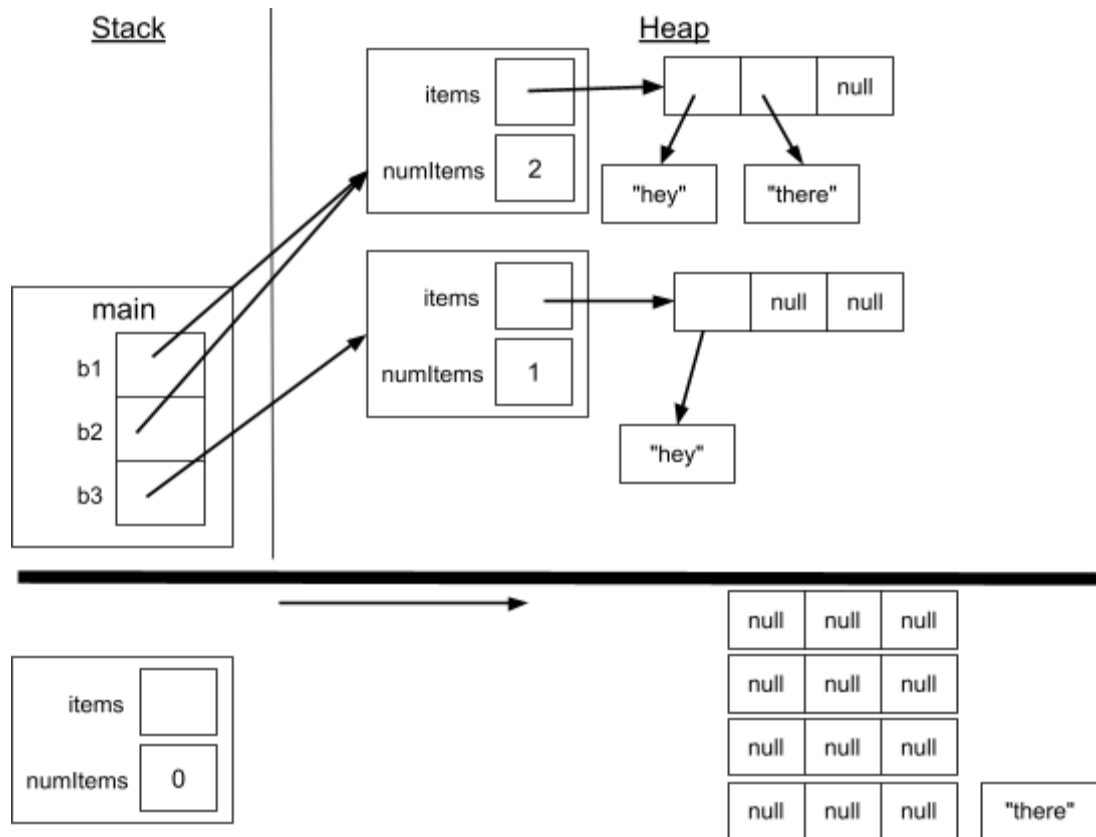 Stack
Heap
items
null
numItems 2
"hey" "there"
main
items
null null
b1
numItems 1
b2
"hey"
b3
null null null
items
null null null
null null null
numItems 0
null null null "there"